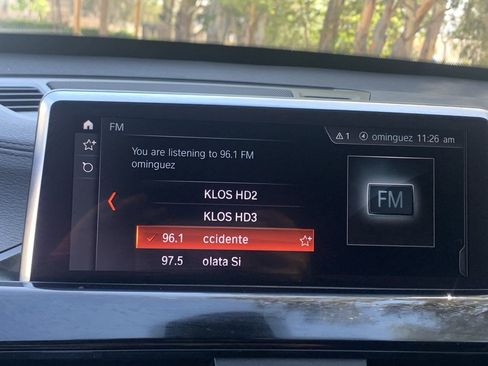 FM
1 ominguez 11:26 am
You are listening to 96.1 FM
ominguez
KLOS HD2
KLOS HD3
96.1 ccidente
97.5 olata Si
FM